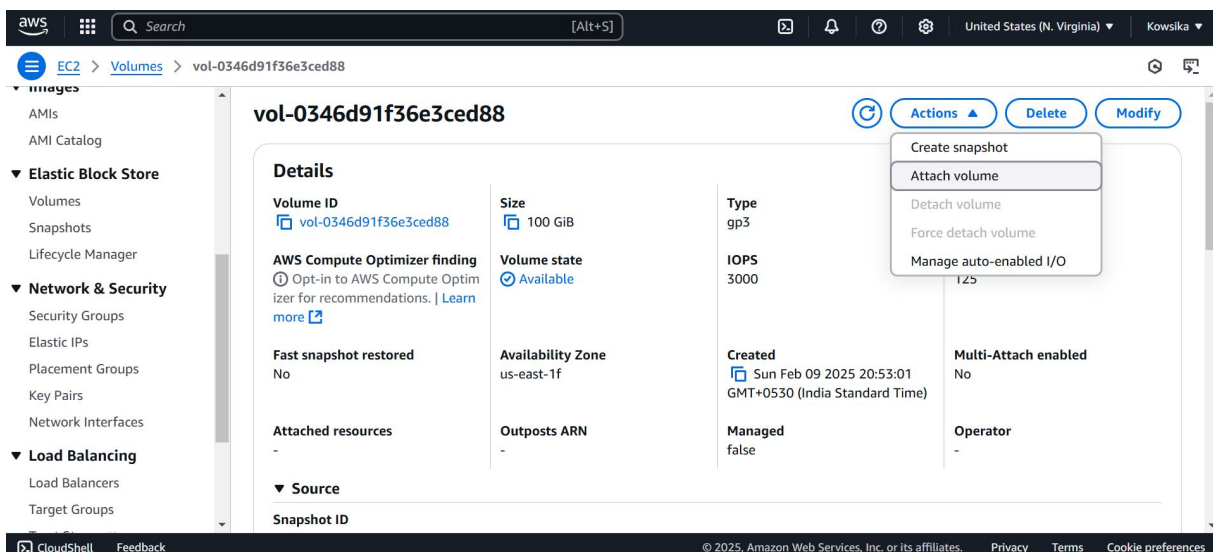 aws
Search
[Alt+S]
United States (N. Virginia)
Kowsika
EC2 > Volumes > vol-0346d91f36e3ced88
Images
AMIs
AMI Catalog
Elastic Block Store
Volumes
Snapshots
Lifecycle Manager
Network & Security
Security Groups
Elastic IPs
Placement Groups
Key Pairs
Network Interfaces
Load Balancing
Load Balancers
Target Groups
vol-0346d91f36e3ced88
Actions
Delete
Modify
Create snapshot
Attach volume
Detach volume
Force detach volume
Manage auto-enabled I/O
Details
Volume ID
vol-0346d91f36e3ced88
Size
100 GiB
Type
gp3
AWS Compute Optimizer finding
Opt-in to AWS Compute Optim
izer for recommendations. | Learn
more
Volume state
Available
IOPS
3000
125
Fast snapshot restored
No
Availability Zone
us-east-1f
Created
Sun Feb 09 2025 20:53:01
GMT+0530 (India Standard Time)
Multi-Attach enabled
No
Attached resources
-
Outposts ARN
-
Managed
false
Operator
-
Source
Snapshot ID
CloudShell
Feedback
© 2025, Amazon Web Services, Inc. or its affiliates.
Privacy
Terms
Cookie preferences